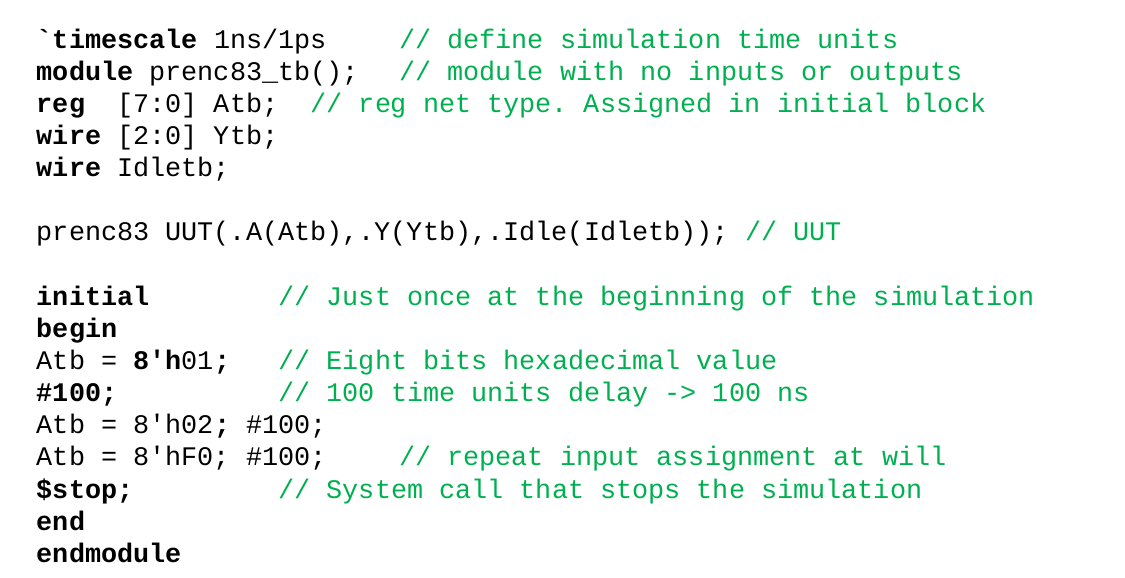 `timescale 1ns/1ps // define simulation time units
module prenc83_tb(); // module with no inputs or outputs
reg [7:0] Atb; // reg net type. Assigned in initial block
wire [2:0] Ytb;
wire Idletb;
prenc83 UUT(.A(Atb),.Y(Ytb),.Idle(Idletb)); // UUT
initial // Just once at the beginning of the simulation
begin
Atb = 8'h01; // Eight bits hexadecimal value
#100; // 100 time units delay -> 100 ns
Atb = 8'h02; #100;
Atb = 8'hF0; #100; // repeat input assignment at will
$stop; // System call that stops the simulation
end
endmodule